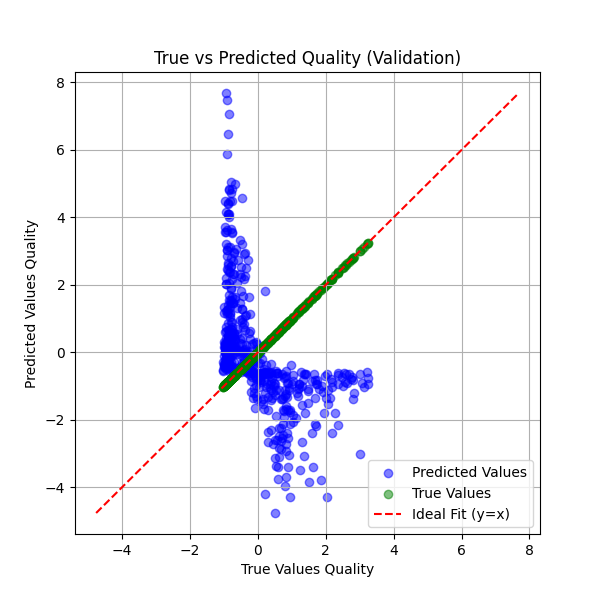 True vs Predicted Quality (Validation)
Predicted Values Quality
8
6
4
2
0
−2
−4
−4 −2 0 2 4 6 8
True Values Quality
Predicted Values
True Values
Ideal Fit (y=x)